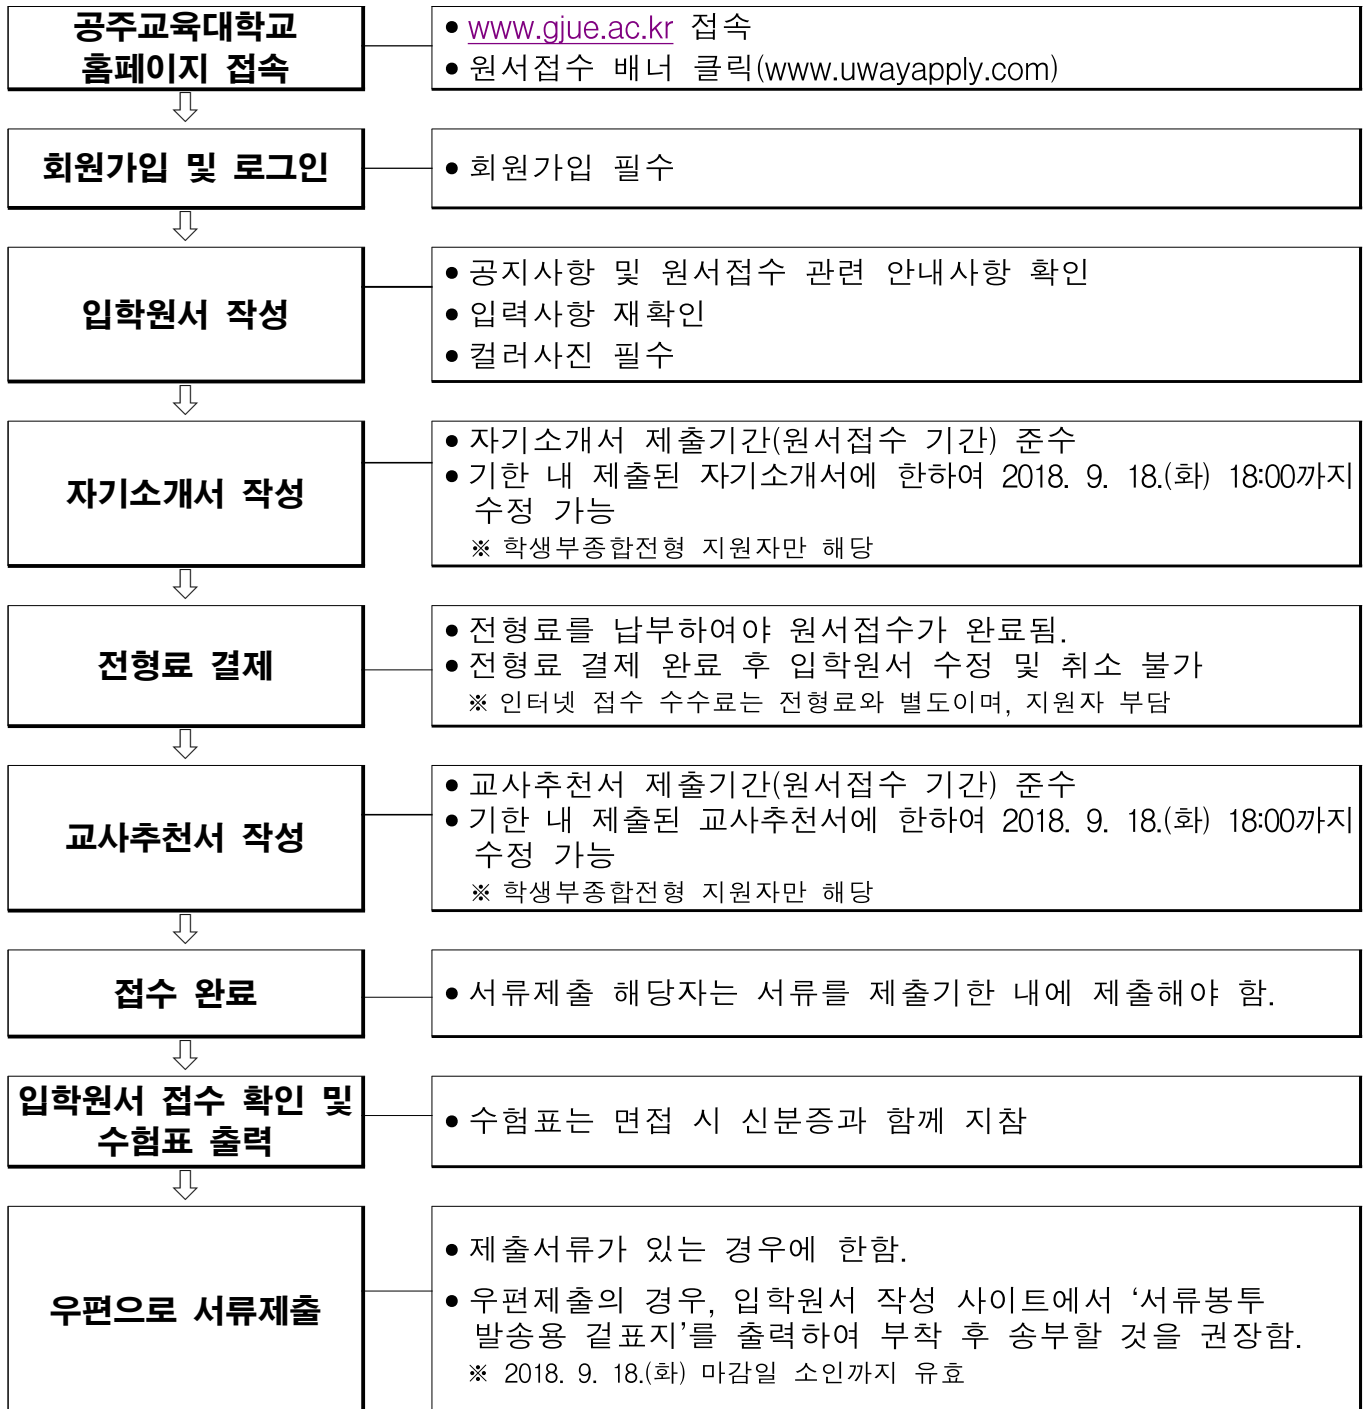 공주교육대학교
홈페이지 접속
• www.gjue.ac.kr 접속
• 원서접수 배너 클릭(www.uwayapply.com)
회원가입 및 로그인
• 회원가입 필수
입학원서 작성
• 공지사항 및 원서접수 관련 안내사항 확인
• 입력사항 재확인
• 컬러사진 필수
자기소개서 작성
• 자기소개서 제출기간(원서접수 기간) 준수
• 기한 내 제출된 자기소개서에 한하여 2018. 9. 18.(화) 18:00까지
수정 가능
※ 학생부종합전형 지원자만 해당
전형료 결제
• 전형료를 납부하여야 원서접수가 완료됨.
• 전형료 결제 완료 후 입학원서 수정 및 취소 불가
※ 인터넷 접수 수수료는 전형료와 별도이며, 지원자 부담
교사추천서 작성
• 교사추천서 제출기간(원서접수 기간) 준수
• 기한 내 제출된 교사추천서에 한하여 2018. 9. 18.(화) 18:00까지
수정 가능
※ 학생부종합전형 지원자만 해당
접수 완료
• 서류제출 해당자는 서류를 제출기한 내에 제출해야 함.
입학원서 접수 확인 및
수험표 출력
• 수험표는 면접 시 신분증과 함께 지참
우편으로 서류제출
• 제출서류가 있는 경우에 한함.
• 우편제출의 경우, 입학원서 작성 사이트에서 ‘서류봉투
발송용 겉표지’를 출력하여 부착 후 송부할 것을 권장함.
※ 2018. 9. 18.(화) 마감일 소인까지 유효